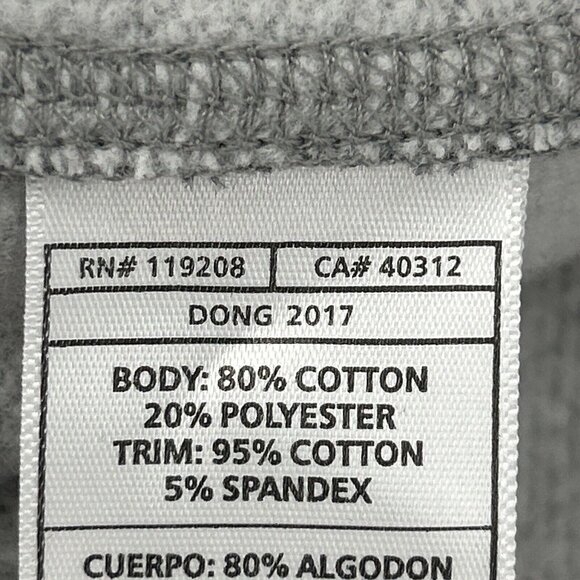 RN# 119208 CA# 40312
DONG 2017
BODY: 80% COTTON
20% POLYESTER
TRIM: 95% COTTON
5% SPANDEX
CUERPO: 80% ALGODON